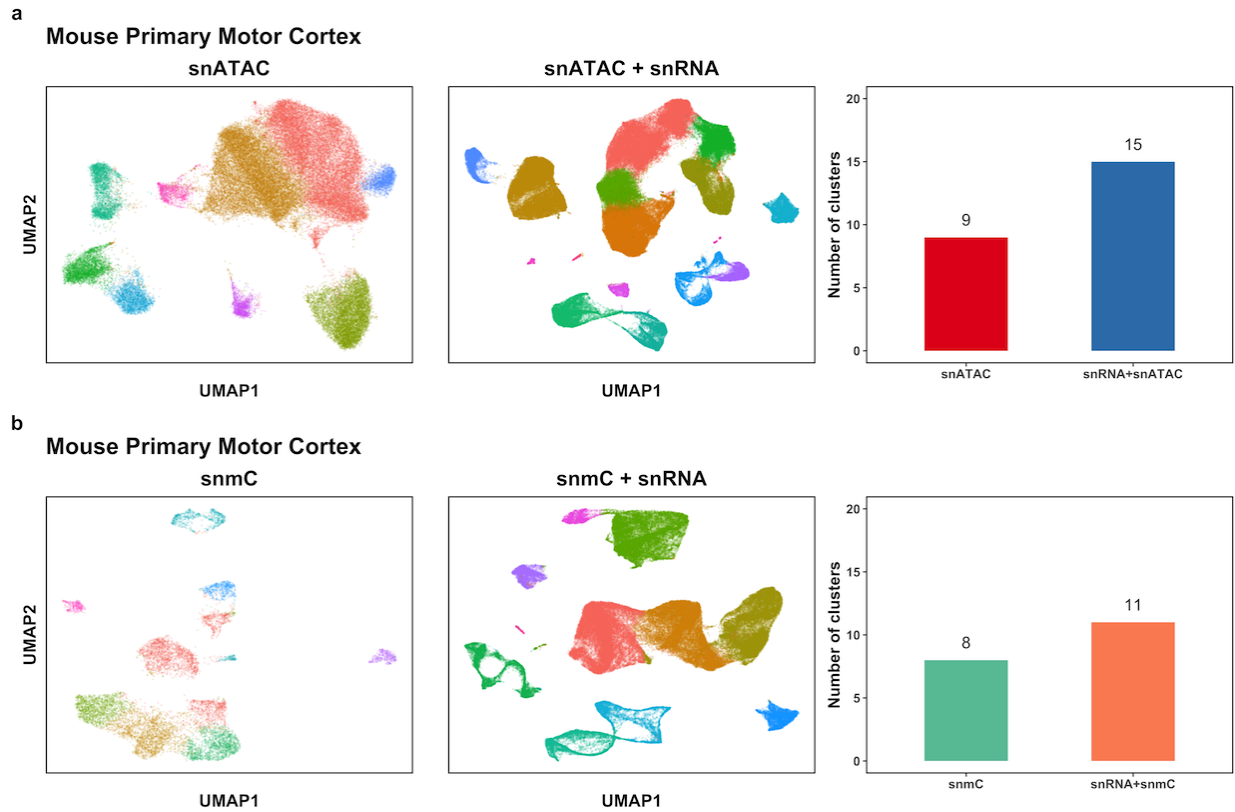 a
Mouse Primary Motor Cortex
snATAC
snATAC + snRNA
UMAP2
UMAP1
UMAP1
Number of clusters
20
15
10
5
0
9
15
snATAC
snRNA+snATAC
b
Mouse Primary Motor Cortex
snmC
snmC + snRNA
UMAP2
UMAP1
UMAP1
Number of clusters
20
15
10
5
0
8
11
snmC
snRNA+snmC